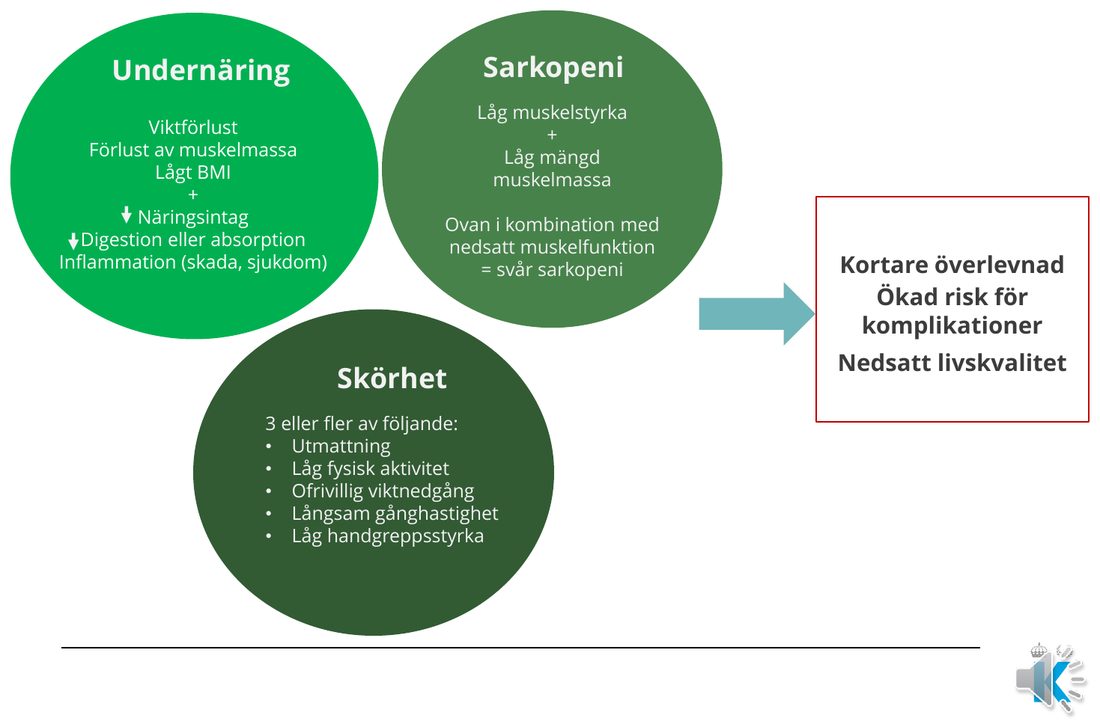 Undernäring
Viktförlust
Förlust av muskelmassa
Lågt BMI
+
Näringsintag
Digestion eller absorption
Inflammation (skada, sjukdom)
Sarkopeni
Låg muskelstyrka
+
Låg mängd
muskelmassa
Ovan i kombination med
nedsatt muskelfunktion
= svår sarkopeni
Skörhet
3 eller fler av följande:
• Utmattning
• Låg fysisk aktivitet
• Ofrivillig viktnedgång
• Långsam gånghastighet
• Låg handgreppsstyrka
Kortare överlevnad
Ökad risk för
komplikationer
Nedsatt livskvalitet
K